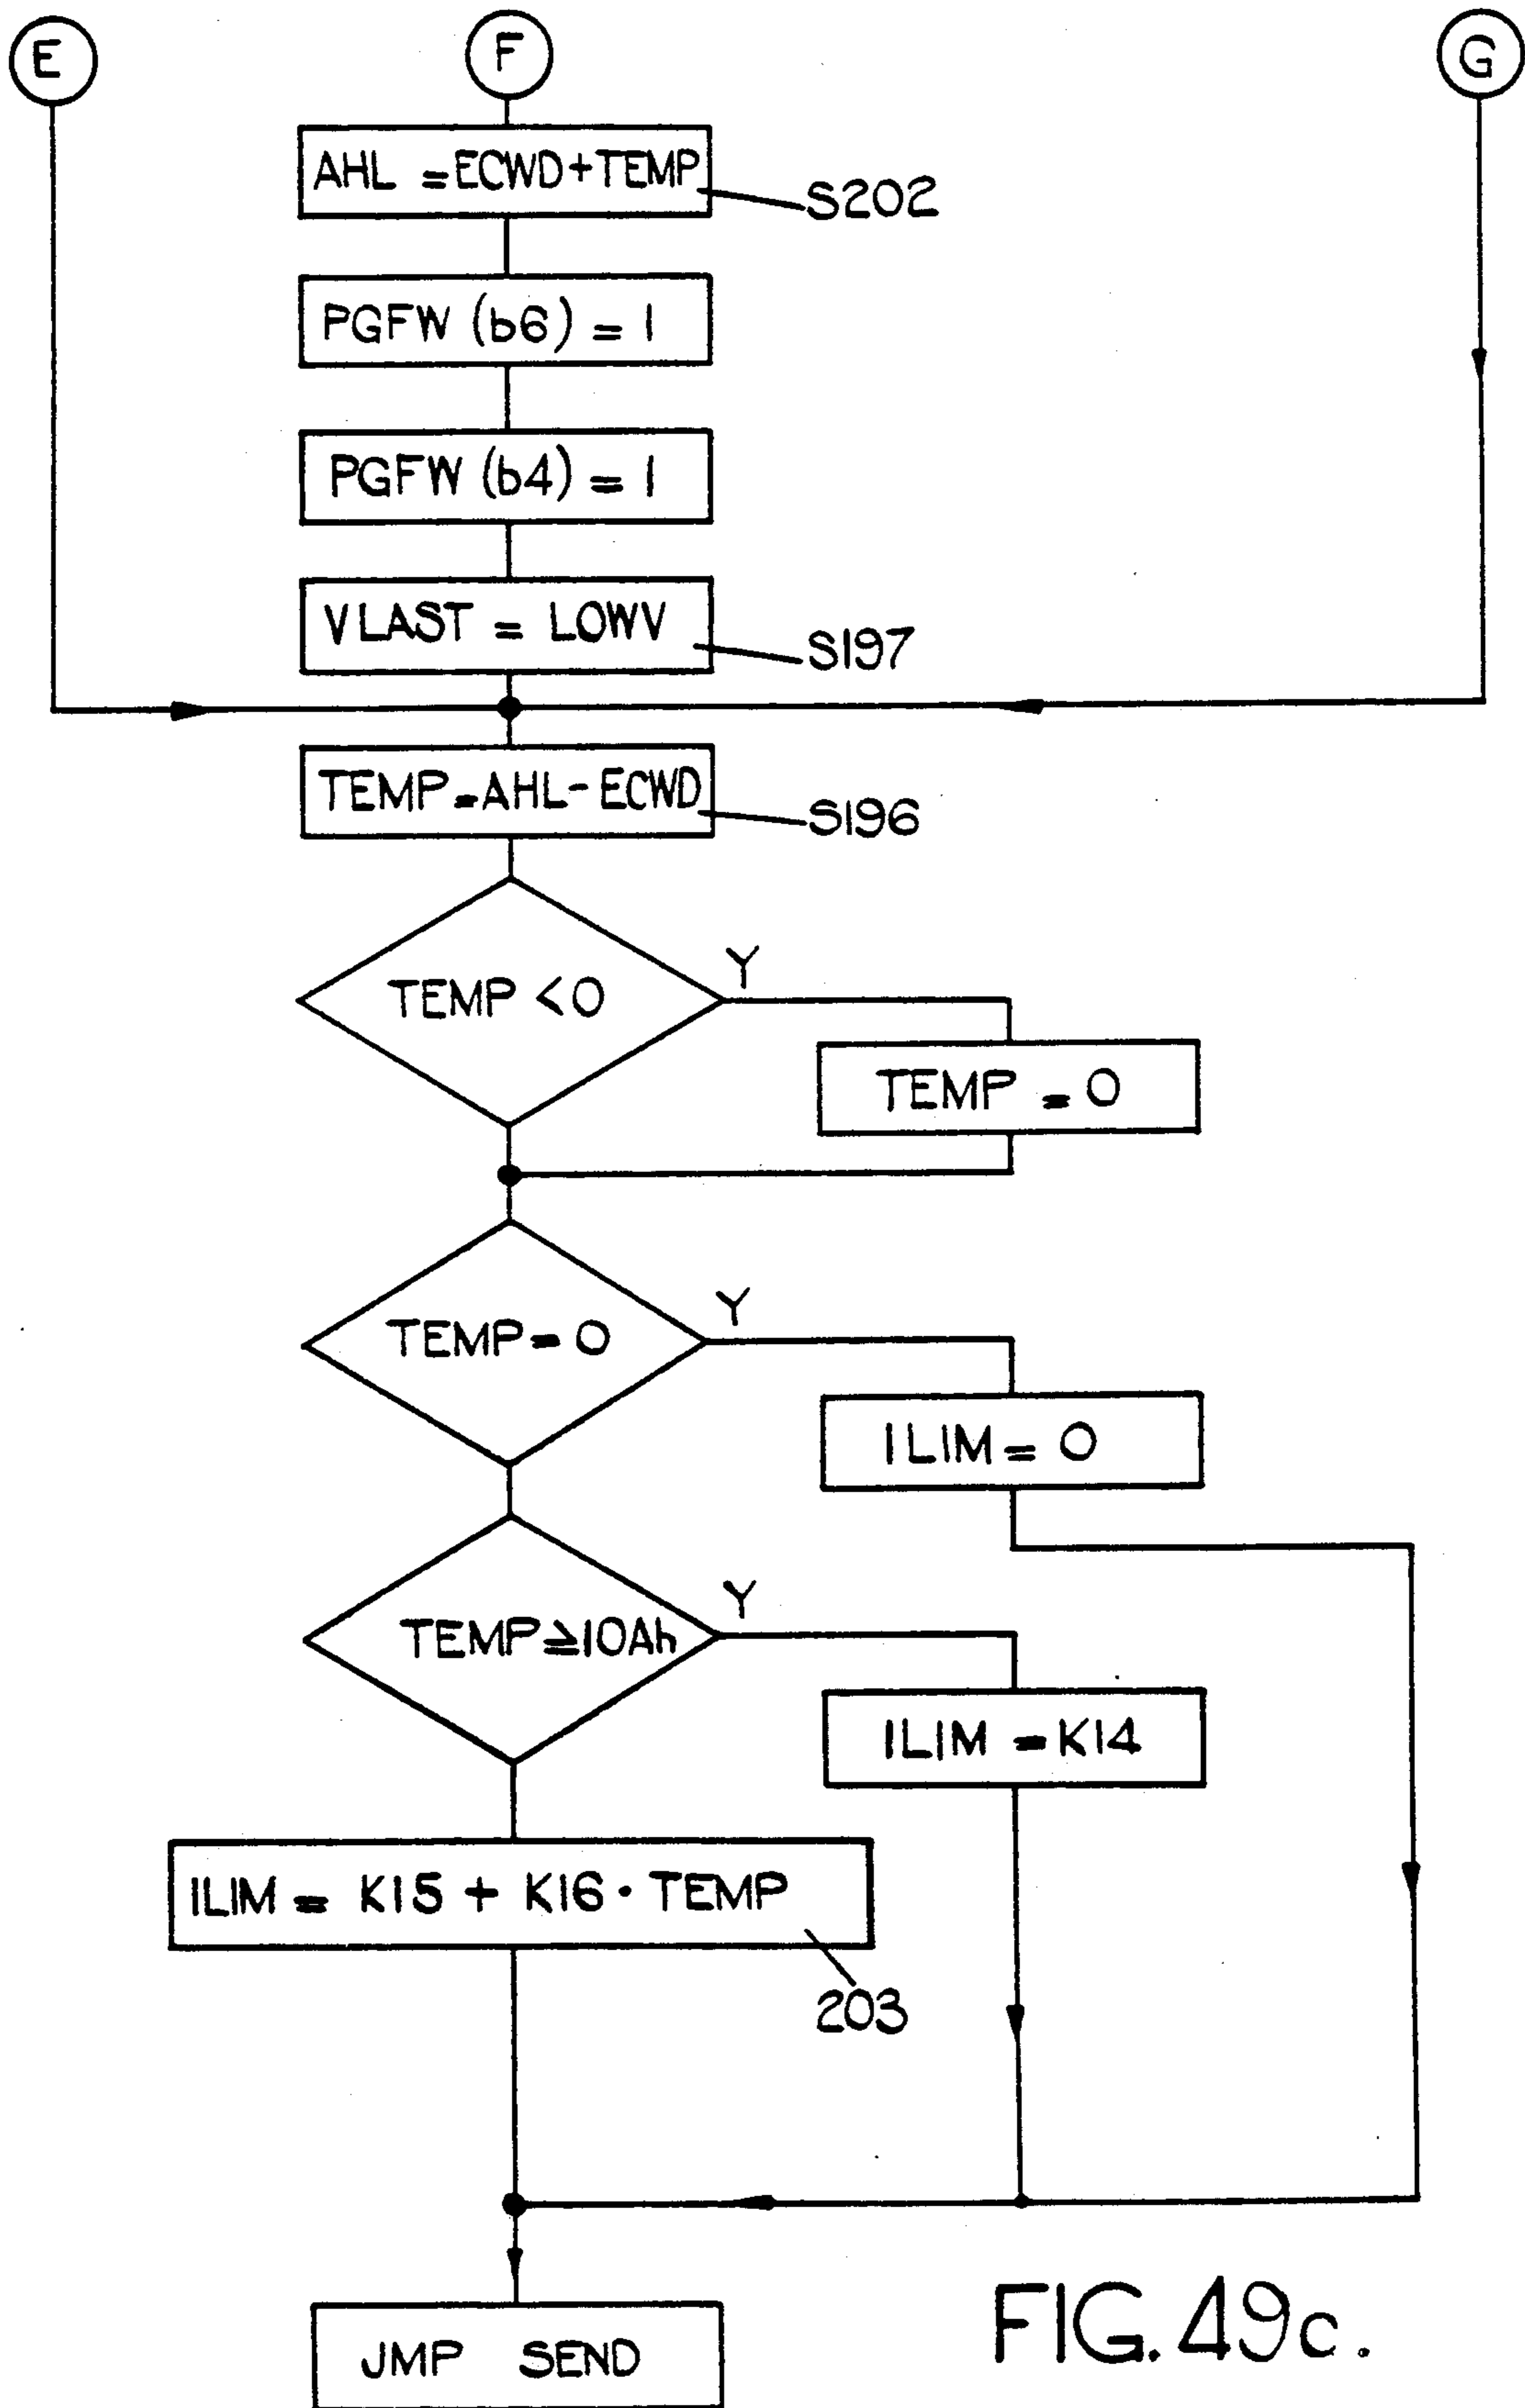 E
F
G
AHL = ECWD+TEMP
S202
PGFW (b6) = 1
PGFW (b4) = 1
VLAST = LOWV
S197
TEMP=AHL-ECWD
S196
TEMP <0
Y
TEMP = 0
TEMP= 0
Y
ILIM = 0
TEMP≧10Ah
Y
ILIM = K14
ILIM = K15 + K16 · TEMP
203
JMP SEND
FIG. 49c.